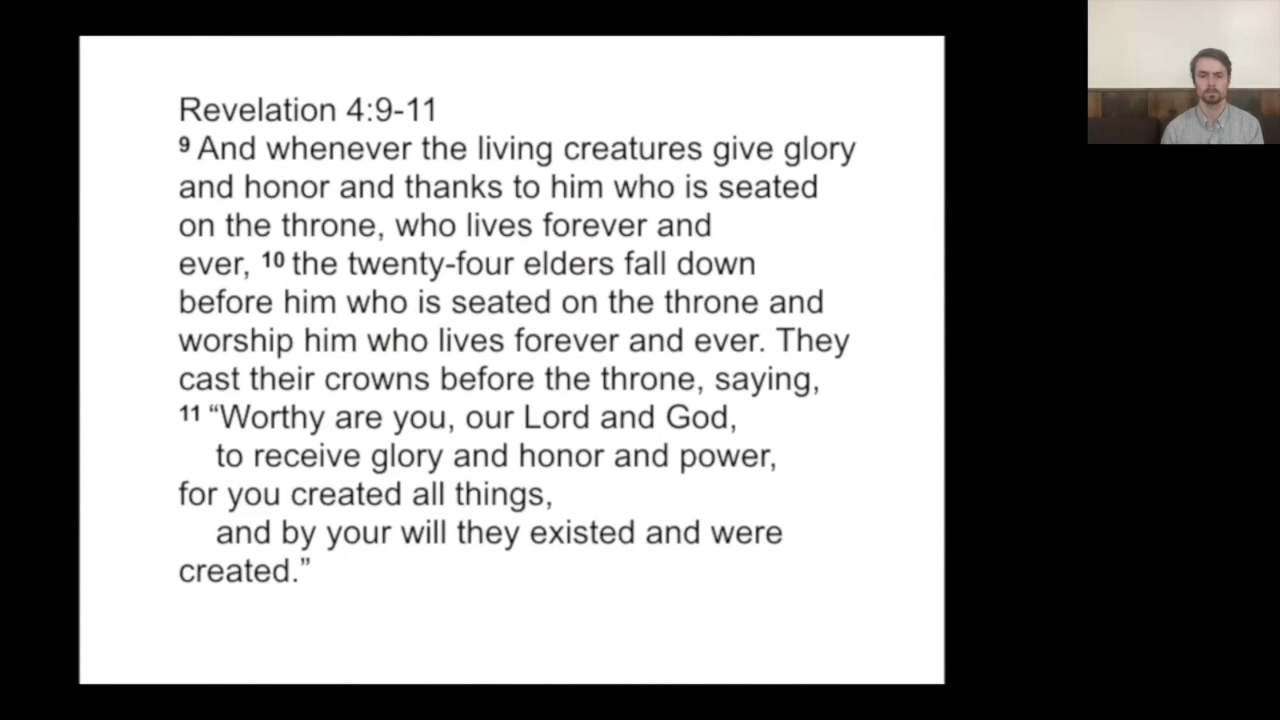 Revelation 4:9-11
9 And whenever the living creatures give glory
and honor and thanks to him who is seated
on the throne, who lives forever and
ever, 10 the twenty-four elders fall down
before him who is seated on the throne and
worship him who lives forever and ever. They
cast their crowns before the throne, saying,
11 “Worthy are you, our Lord and God,
to receive glory and honor and power,
for you created all things,
and by your will they existed and were
created.”